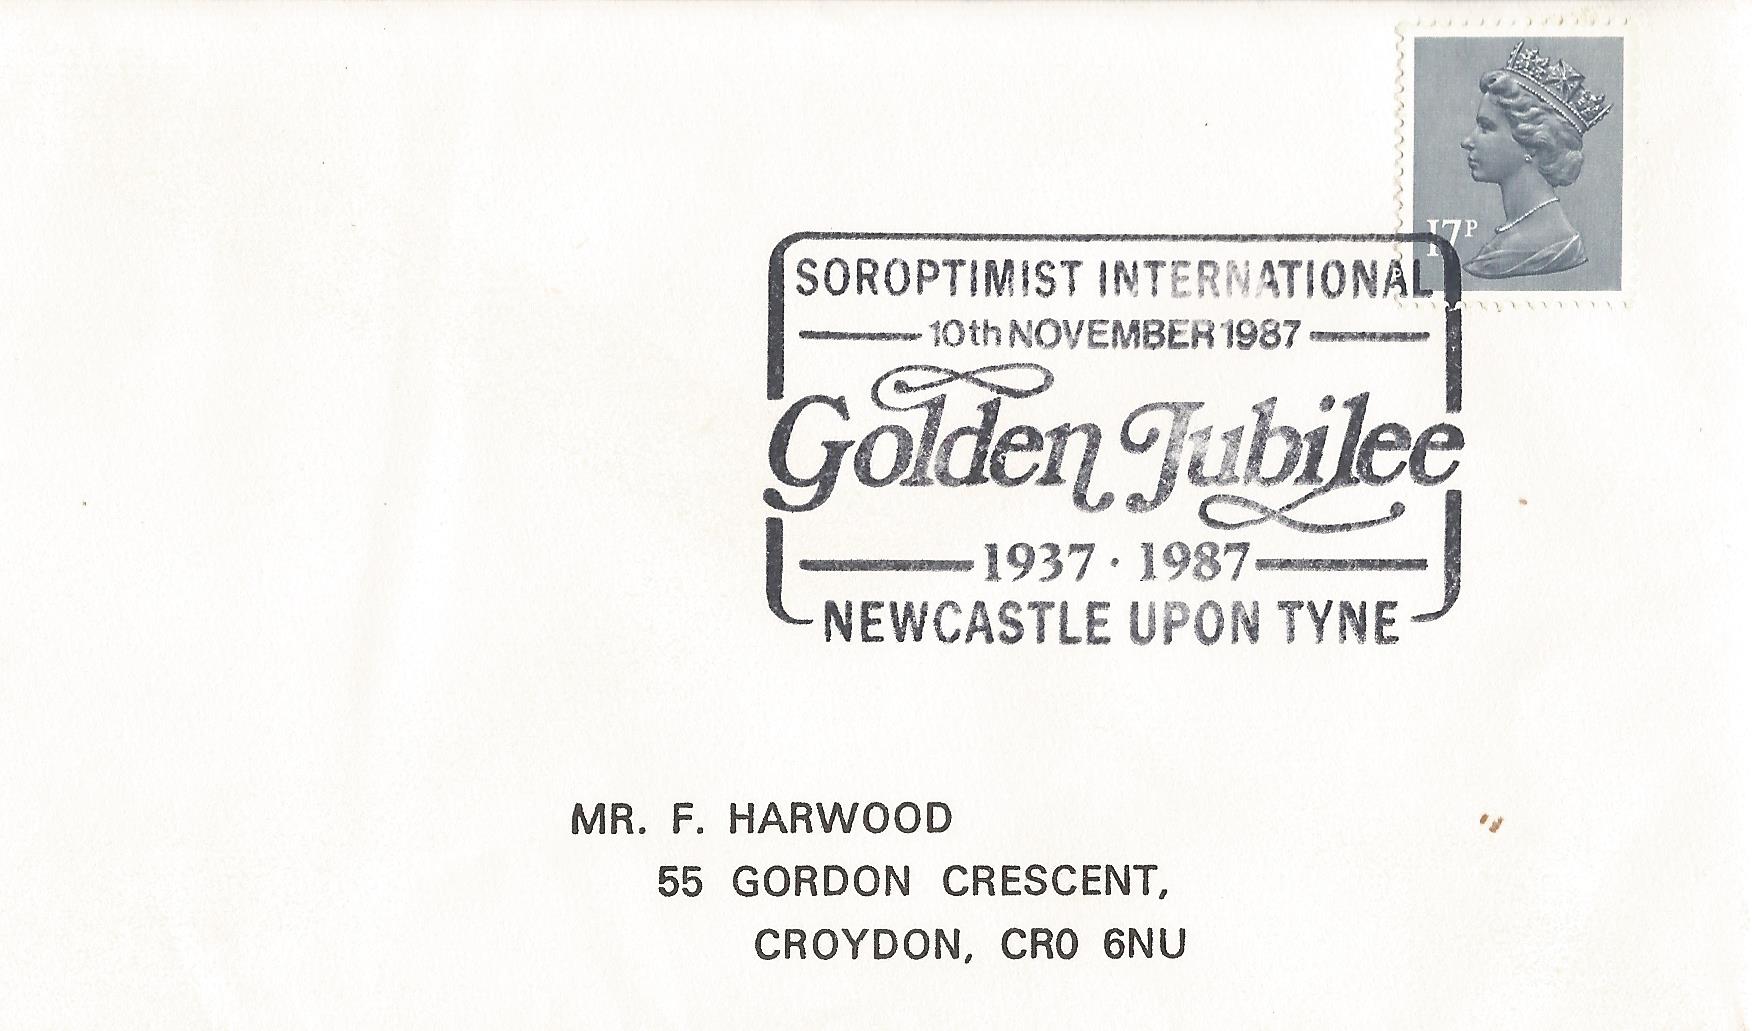 17P
SOROPTIMIST INTERNATIONAL
10th NOVEMBER 1987
Golden Jubilee
1937 · 1987
NEWCASTLE UPON TYNE
MR. F. HARWOOD
55 GORDON CRESCENT,
CROYDON, CR0 6NU